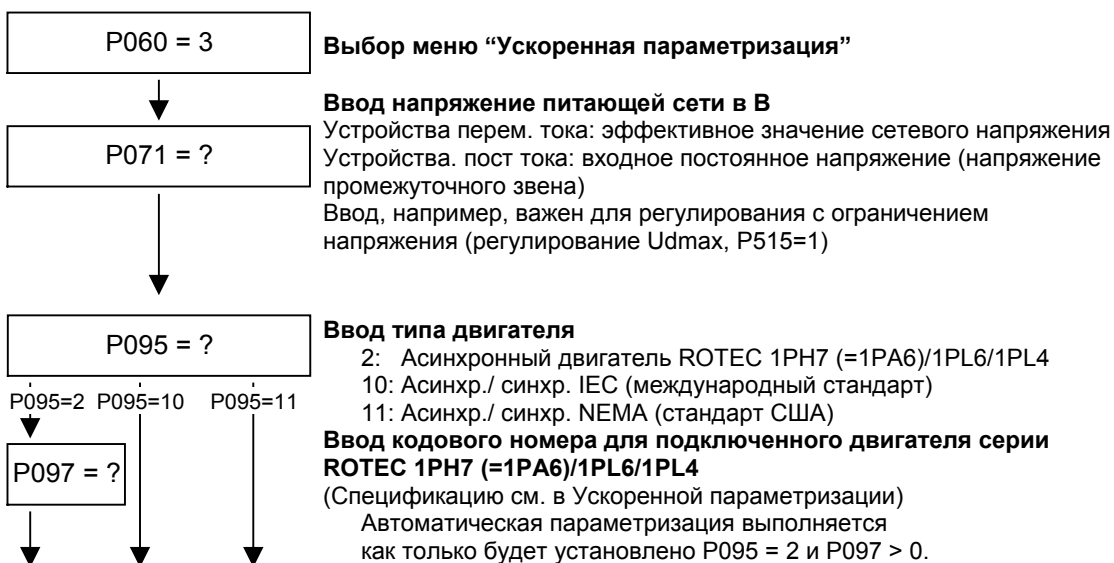 P060 = 3
Выбор меню “Ускоренная параметризация”
Ввод напряжение питающей сети в В
P071 = ?
Устройства перем. тока: эффективное значение сетевого напряжения
Устройства. пост тока: входное постоянное напряжение (напряжение
промежуточного звена)
Ввод, например, важен для регулирования с ограничением
напряжения (регулирование Udmax, P515=1)
P095 = ?
Ввод типа двигателя
2: Асинхронный двигатель ROTEC 1PH7 (=1PA6)/1PL6/1PL4
10: Асинхр./ синхр. IEC (международный стандарт)
11: Асинхр./ синхр. NEMA (стандарт США)
P095=2 P095=10 P095=11
P097 = ?
Ввод кодового номера для подключенного двигателя серии
ROTEC 1PH7 (=1PA6)/1PL6/1PL4
(Спецификацию см. в Ускоренной параметризации)
Автоматическая параметризация выполняется
как только будет установлено P095 = 2 и P097 > 0.